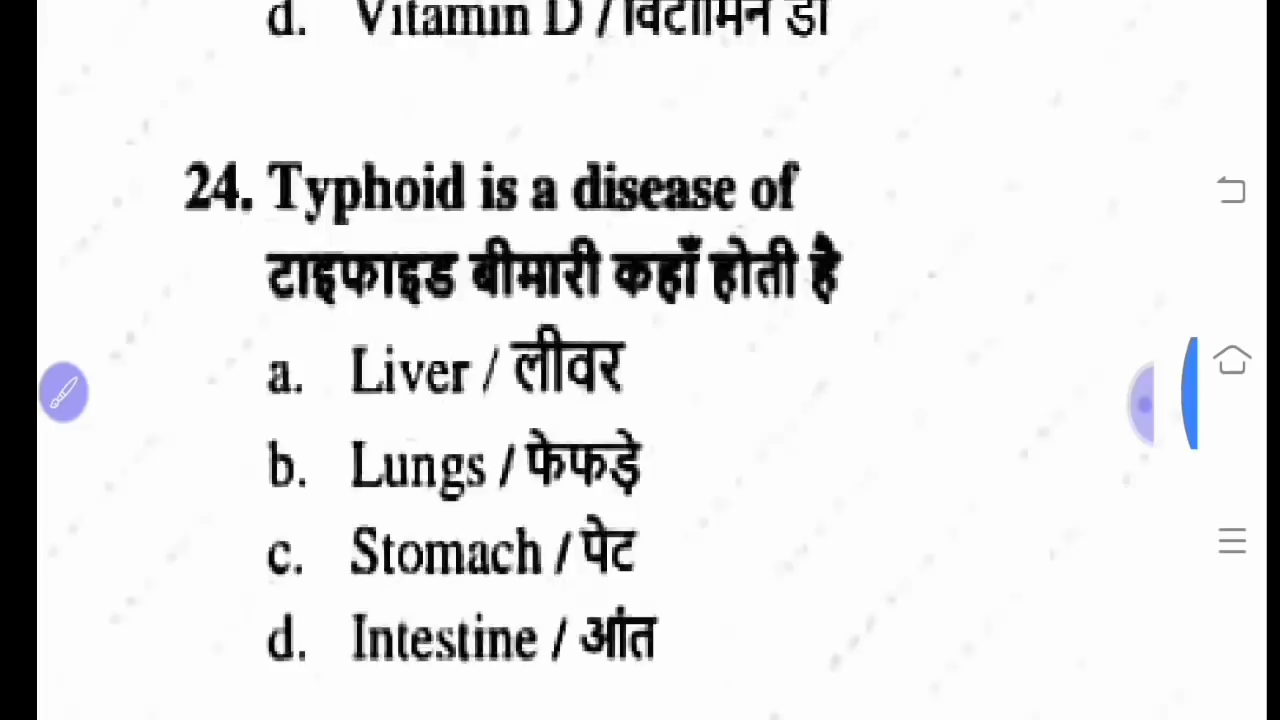 d. Vitamin D / विटामिन डी
24. Typhoid is a disease of
टाइफाइड बीमारी कहाँ होती है
a. Liver / लीवर
b. Lungs / फेफड़े
c. Stomach / पेट
d. Intestine / आंत